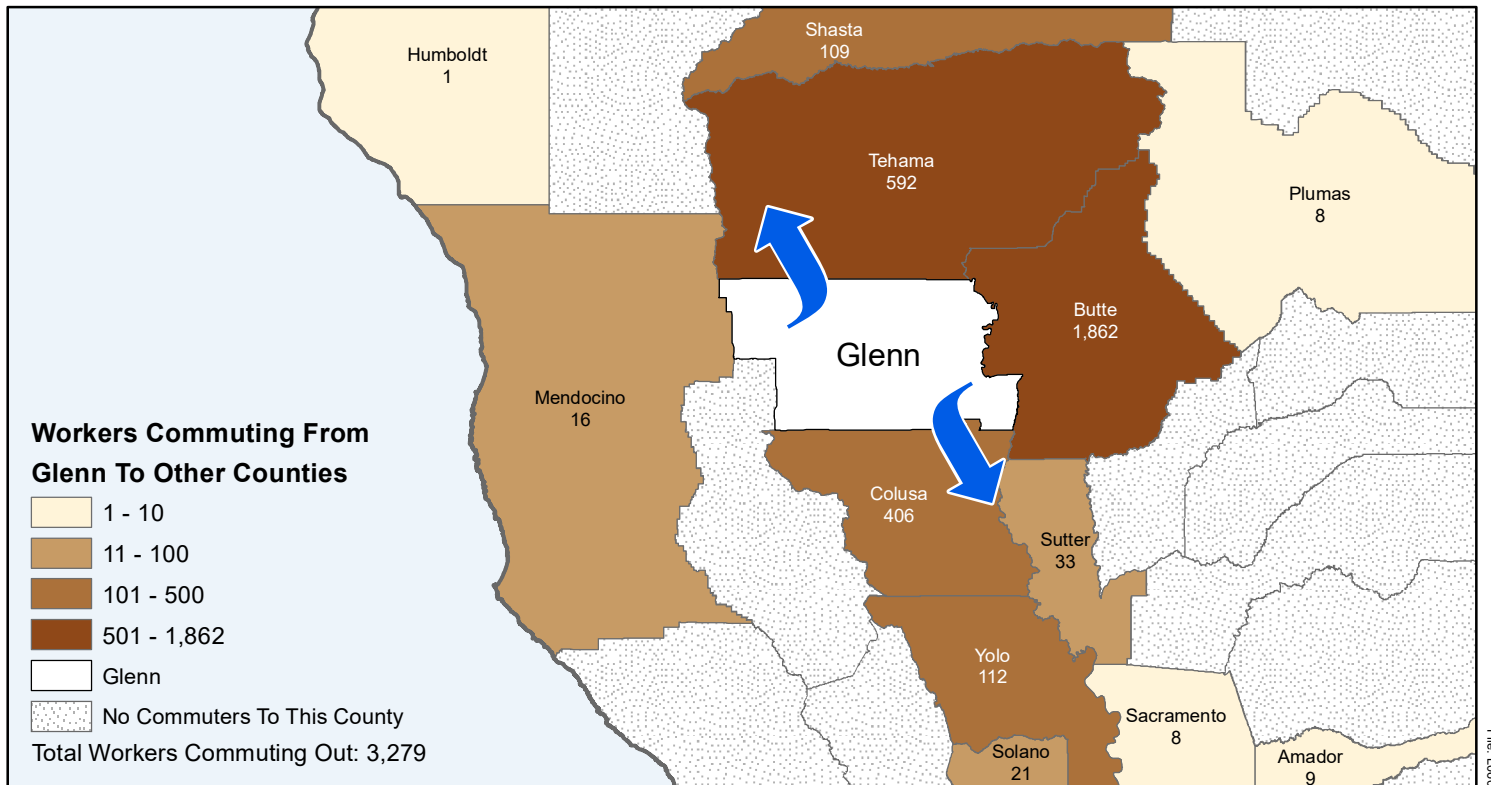 Humboldt
1
Shasta
109
Tehama
592
Plumas
8
Butte
1,862
Glenn
Mendocino
16
Colusa
406
Sutter
33
Yolo
112
Sacramento
8
Solano
21
Amador
9
Workers Commuting From
Glenn To Other Counties
1 - 10
11 - 100
101 - 500
501 - 1,862
Glenn
No Commuters To This County
Total Workers Commuting Out: 3,279